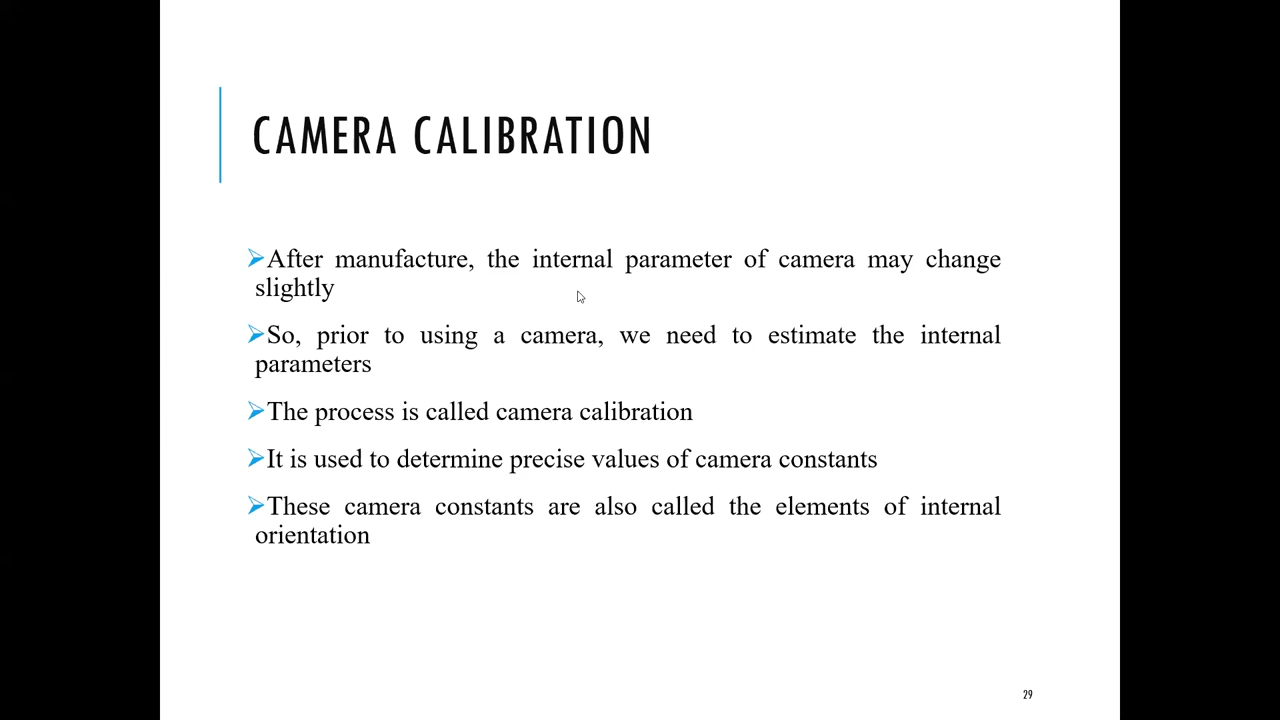 CAMERA CALIBRATION
➤After manufacture, the internal parameter of camera may change
slightly
➤So, prior to using a camera, we need to estimate the internal
parameters
➤The process is called camera calibration
➤It is used to determine precise values of camera constants
➤These camera constants are also called the elements of internal
orientation
29